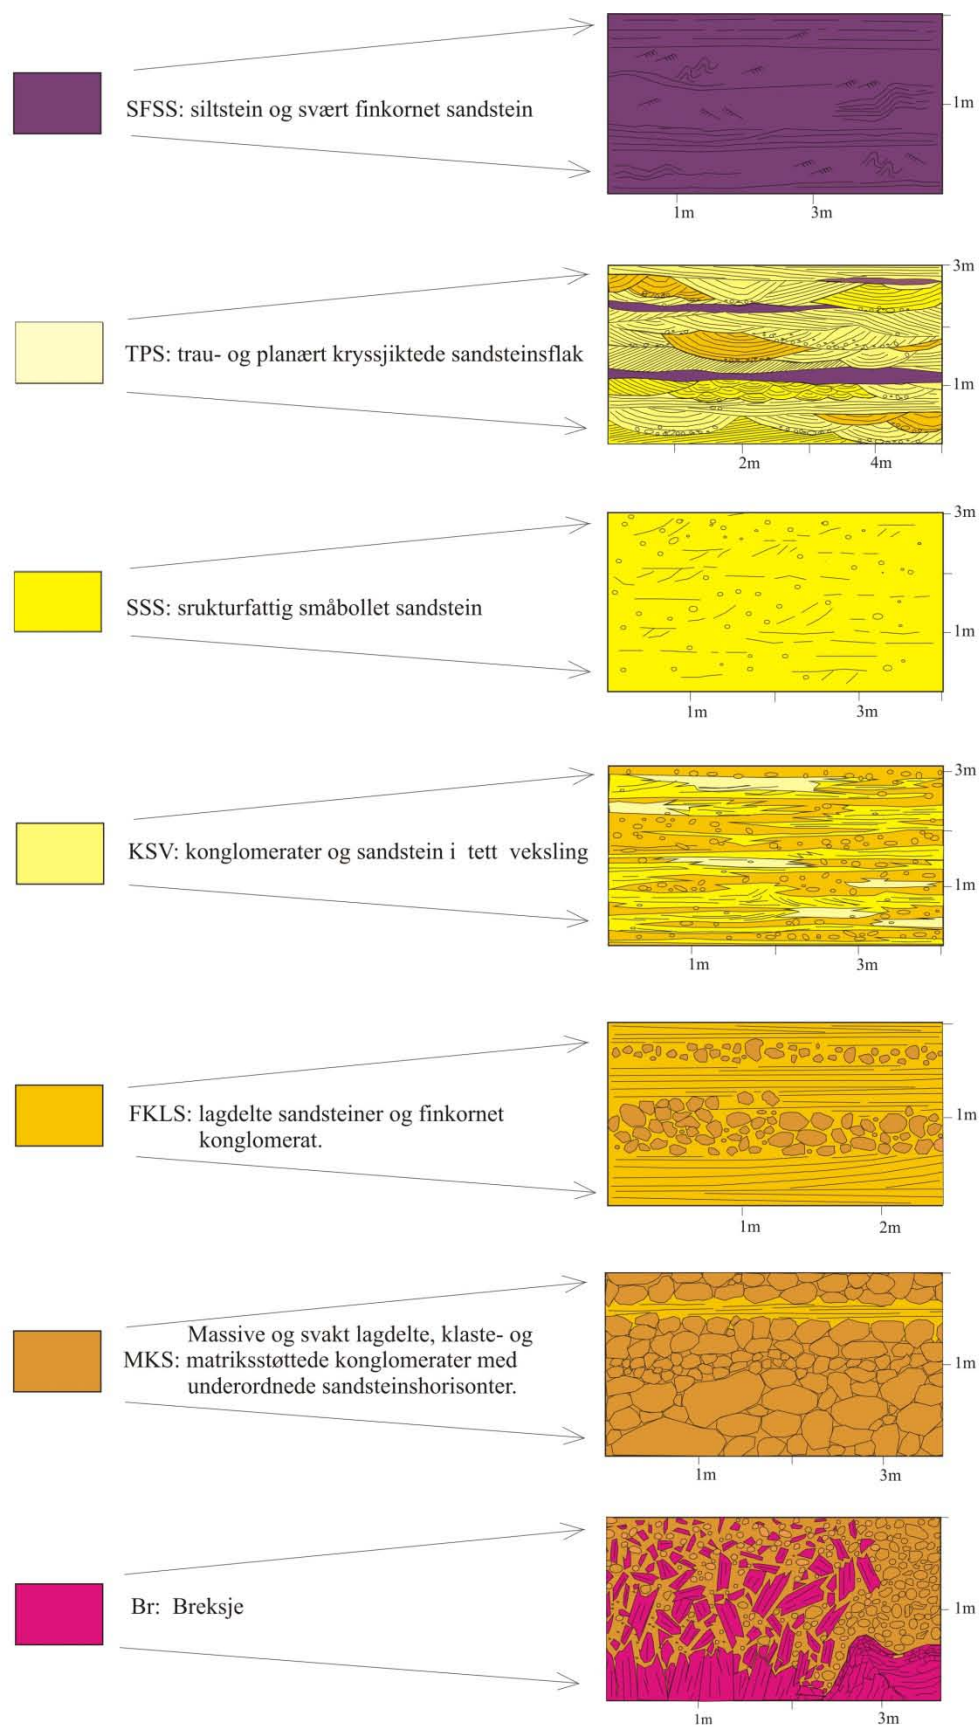 1m
SFSS: siltstein og svært finkornet sandstein
1m
3m
3m
TPS: trau- og planært kryssjiktede sandsteinsflak
1m
2m
4m
3m
SSS: srukturfattig småbollet sandstein
1m
1m
3m
3m
KSV: konglomerater og sandstein i tett veksling
1m
1m
3m
FKLS: lagdelte sandsteiner og finkornet
konglomerat.
1m
1m
2m
Massive og svakt lagdelte, klaste- og
MKS: matriksstøttede konglomerater med
underordnede sandsteinshorisonter.
1m
1m
3m
Br: Breksje
1m
1m
3m